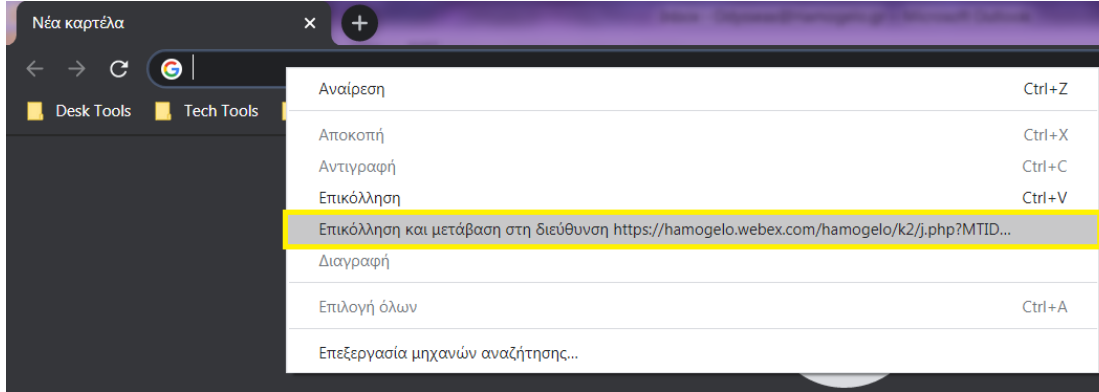 Νέα καρτέλα
Desk Tools Tech Tools
Αναίρεση Ctrl+Z
Αποκοπή Ctrl+X
Αντιγραφή Ctrl+C
Επικόλληση Ctrl+V
Επικόλληση και μετάβαση στη διεύθυνση https://hamogelo.webex.com/hamogelo/k2/j.php?MTID...
Διαγραφή
Επιλογή όλων Ctrl+A
Επεξεργασία μηχανών αναζήτησης...